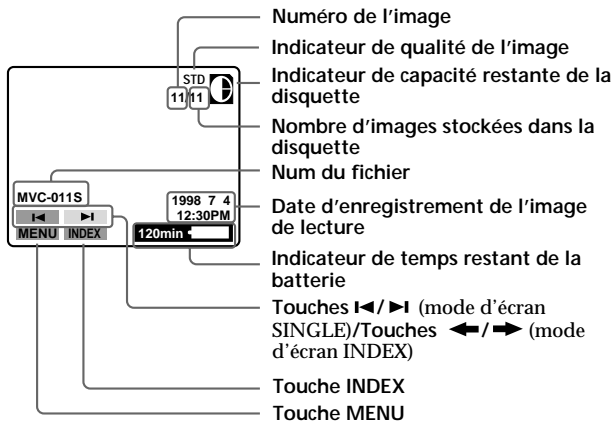 Numéro de l'image
Indicateur de qualité de l'image
Indicateur de capacité restante de la
disquette
Nombre d'images stockées dans la
disquette
Num du fichier
Date d'enregistrement de l'image
de lecture
Indicateur de temps restant de la
batterie
Touches I◄/►I (mode d'écran
SINGLE)/Touches ←/→ (mode
d'écran INDEX)
Touche INDEX
Touche MENU
STD
11/11
MVC-011S
I◄ ►I
MENU INDEX
1998 7 4
12:30PM
120min